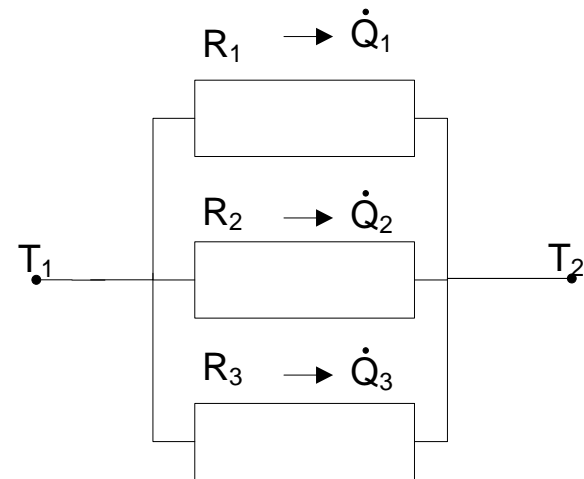 R₁ → Q̇₁
R₂ → Q̇₂
T₁ T₂
R₃ → Q̇₃